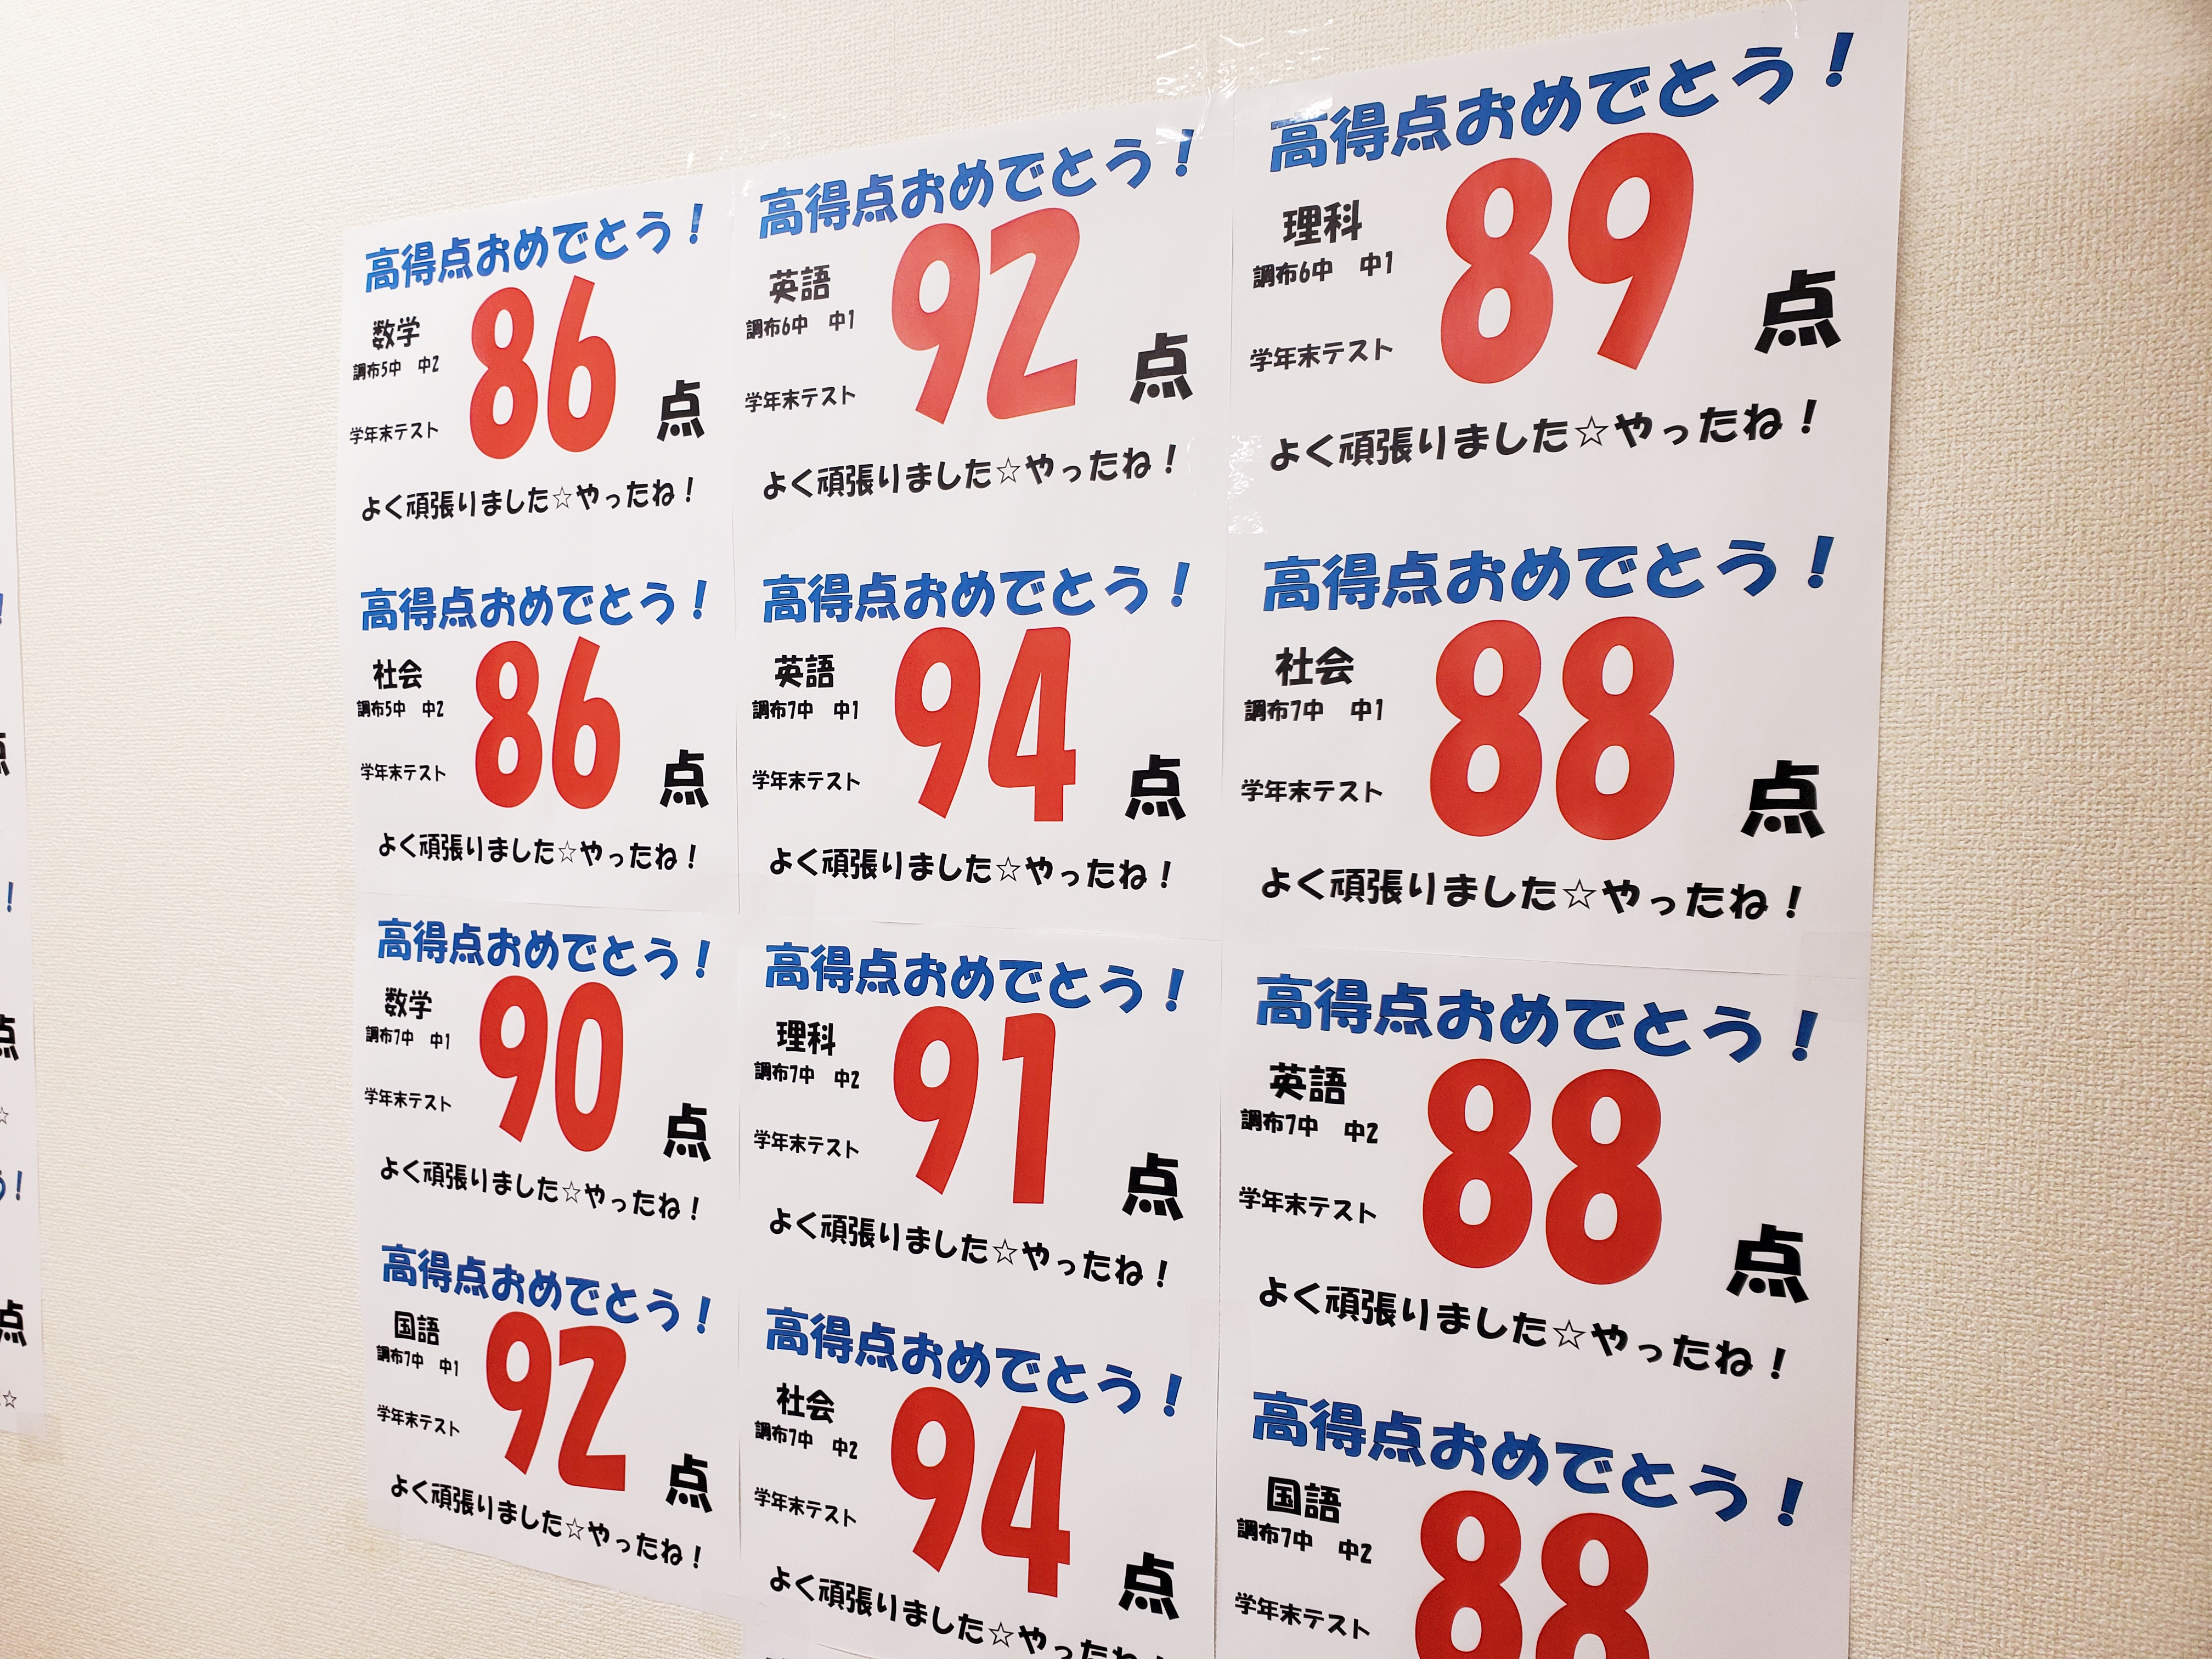 高得点おめでとう！
数学
調布5中　中2
学年末テスト
86
点
よく頑張りました☆やったね！
高得点おめでとう！
社会
調布5中　中2
学年末テスト
86
点
よく頑張りました☆やったね！
高得点おめでとう！
数学
調布7中　中1
学年末テスト
90
点
よく頑張りました☆やったね！
高得点おめでとう！
国語
調布7中　中1
学年末テスト
92
点
よく頑張りました☆やったね！
高得点おめでとう！
英語
調布6中　中1
学年末テスト
92
点
よく頑張りました☆やったね！
高得点おめでとう！
英語
調布7中　中1
学年末テスト
94
点
よく頑張りました☆やったね！
高得点おめでとう！
理科
調布7中　中2
学年末テスト
91
点
よく頑張りました☆やったね！
高得点おめでとう！
社会
調布7中　中2
学年末テスト
94
点
よく頑張りました☆やったね
高得点おめでとう！
理科
調布6中　中1
学年末テスト
89
点
よく頑張りました☆やったね！
高得点おめでとう！
社会
調布7中　中1
学年末テスト
88
点
よく頑張りました☆やったね！
高得点おめでとう！
英語
調布7中　中2
学年末テスト
88
点
よく頑張りました☆やったね！
高得点おめでとう！
国語
調布7中　中2
学年末テスト
88